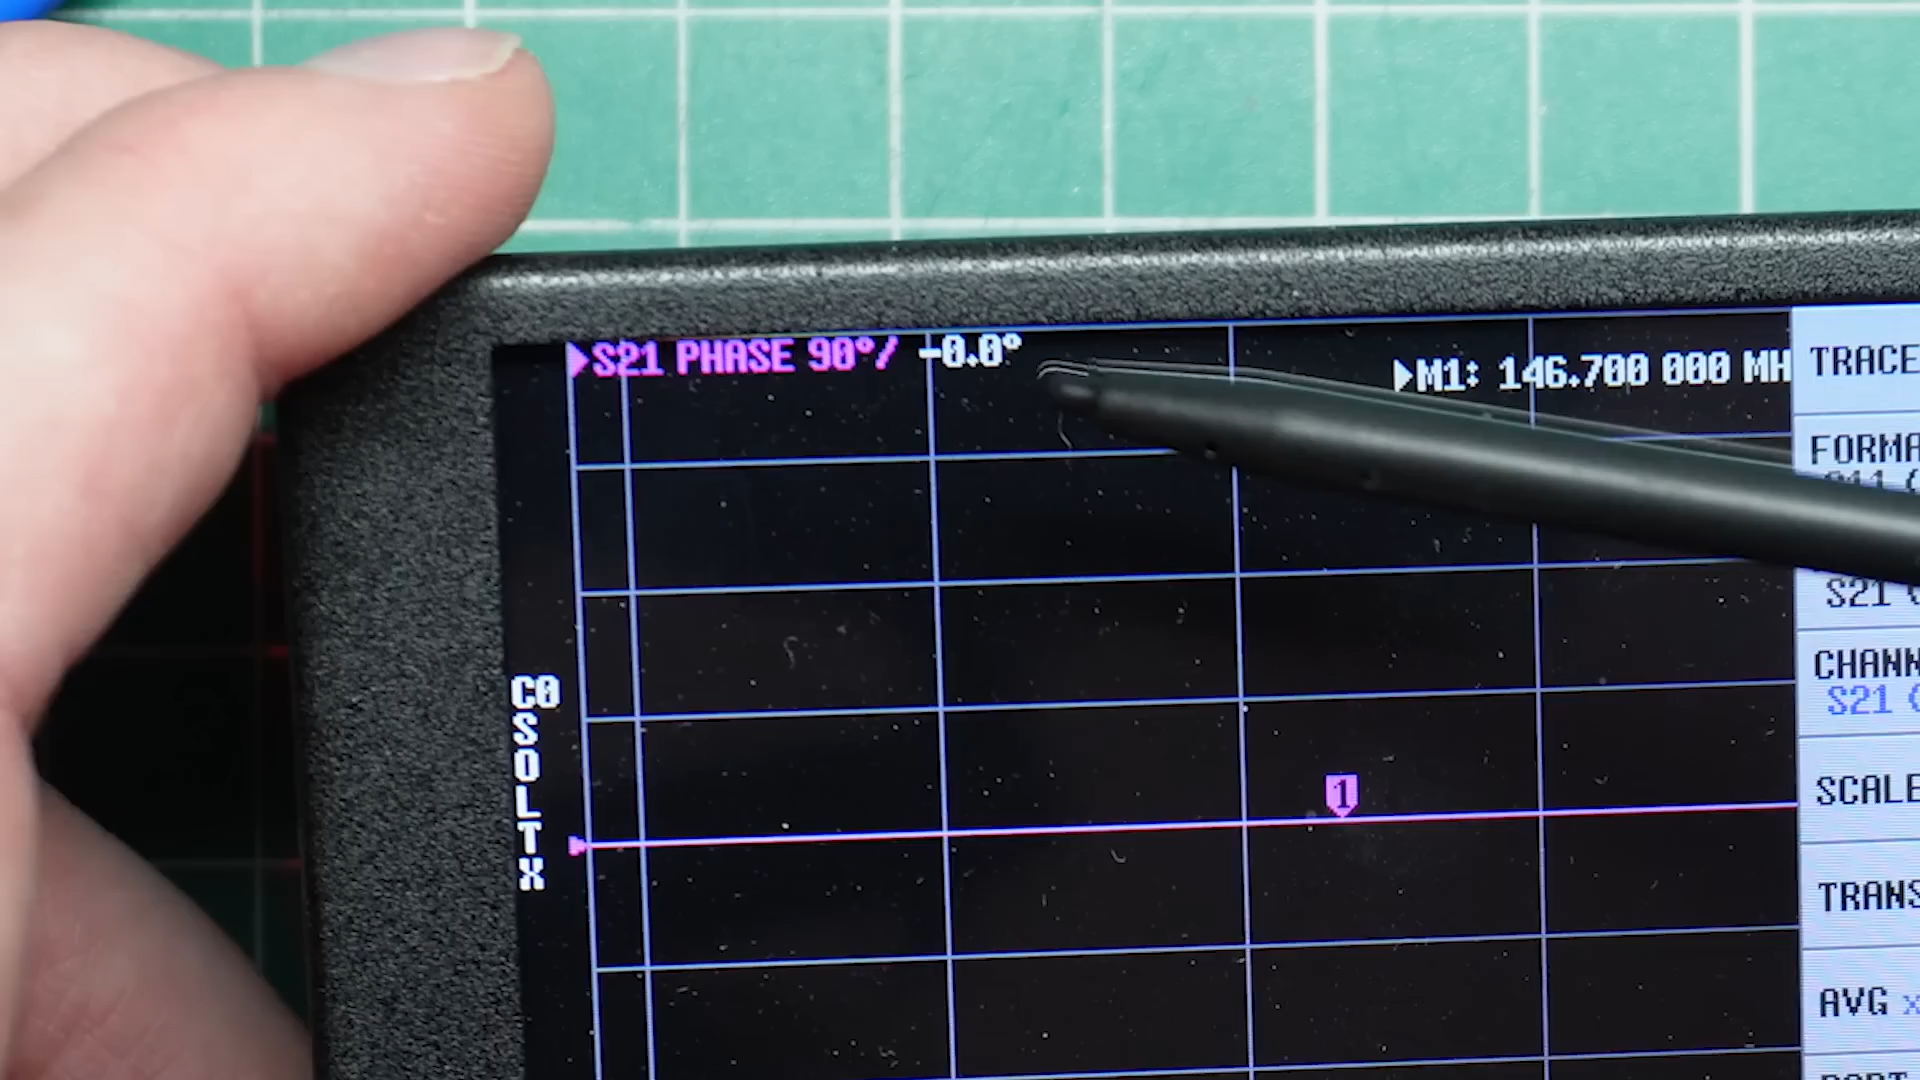 ▶S21 PHASE 90°/ -0.0°
▶M1: 146.700 000 MH
C0
S
O
L
T
X
1
TRACE
FORMA
S21 (
CHANN
S21 (
SCALE
TRANS
AVG x